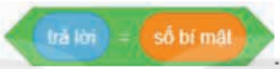 trả lời = số bí mật